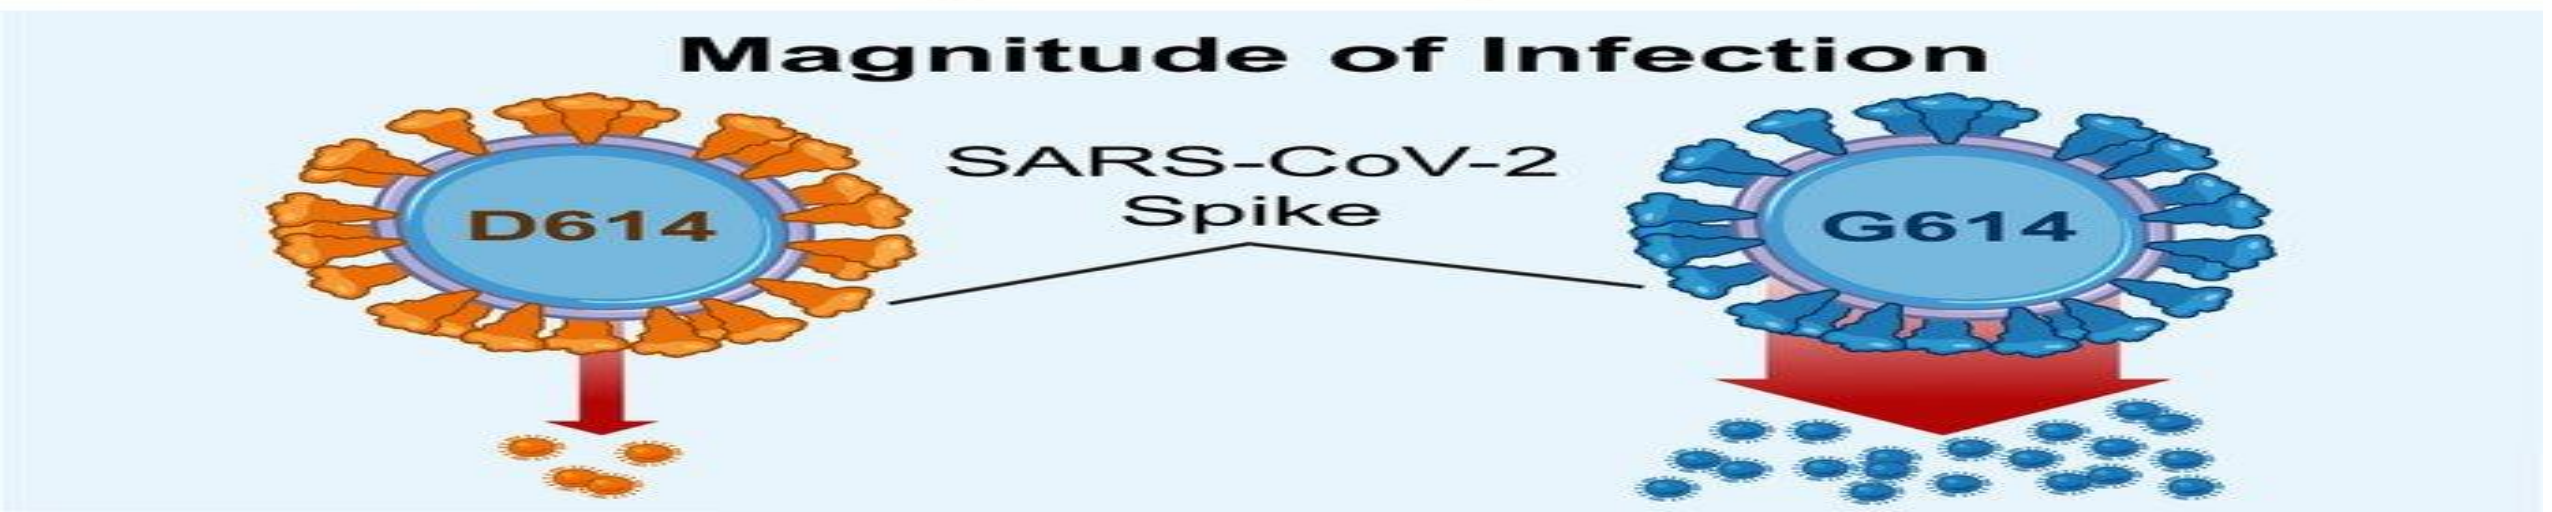 Magnitude of Infection
SARS-CoV-2
Spike
D614
G614